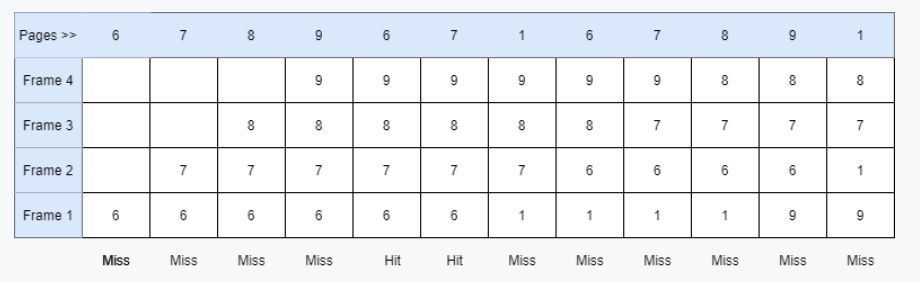 Pages >> 6 7 8 9 6 7 1 6 7 8 9 1
Frame 4 9 9 9 9 9 9 8 8 8
Frame 3 8 8 8 8 8 8 7 7 7 7
Frame 2 7 7 7 7 7 7 6 6 6 6 1
Frame 1 6 6 6 6 6 6 1 1 1 1 9 9
Miss Miss Miss Miss Hit Hit Miss Miss Miss Miss Miss Miss